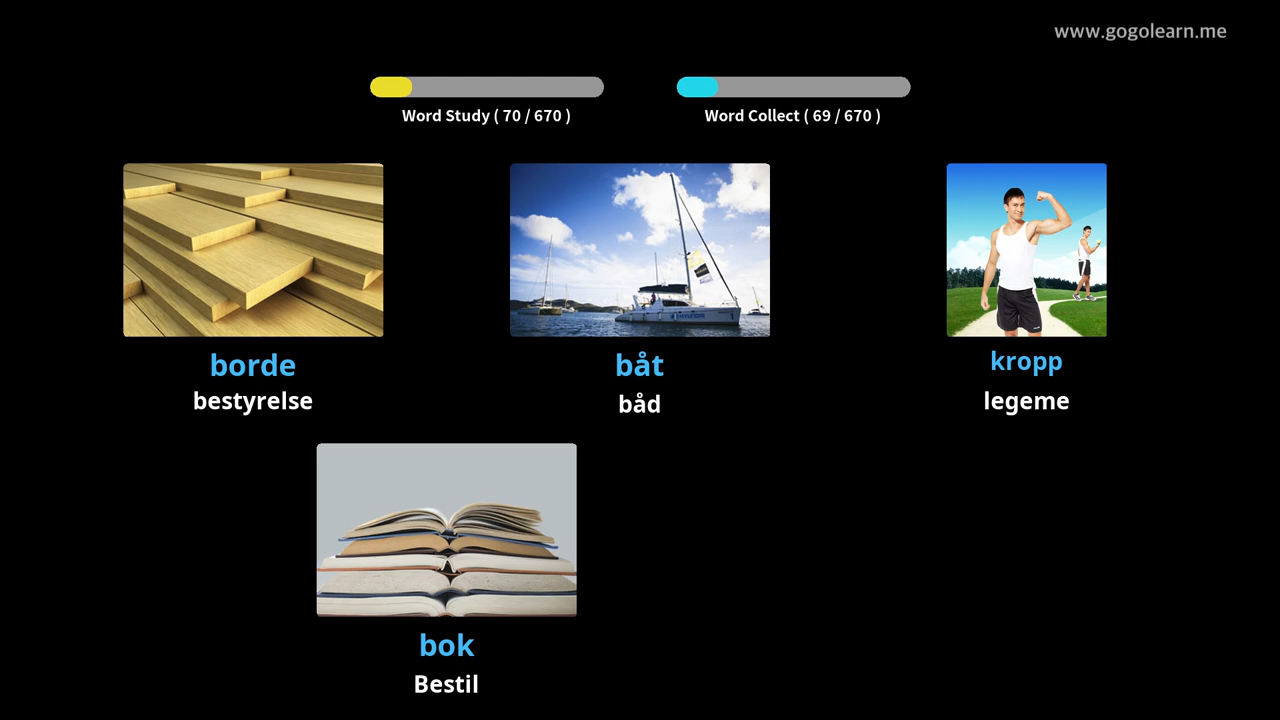 www.gogolearn.me
Word Study ( 70 / 670 )
Word Collect ( 69 / 670 )
borde
bestyrelse
båt
båd
kropp
legeme
bok
Bestil